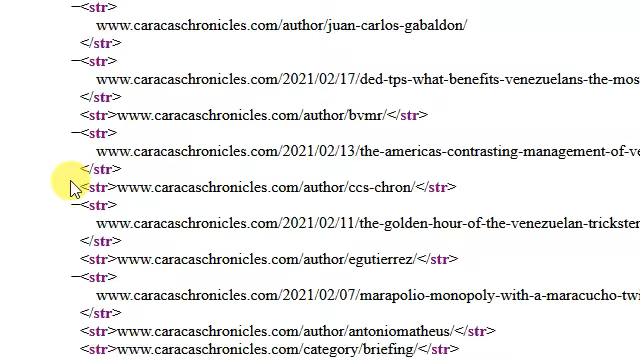 −<str>
www.caracaschronicles.com/author/juan-carlos-gabaldon/
</str>
−<str>
www.caracaschronicles.com/2021/02/17/ded-tps-what-benefits-venezuelans-the-mos
</str>
<str>www.caracaschronicles.com/author/bvmr/</str>
−<str>
www.caracaschronicles.com/2021/02/13/the-americas-contrasting-management-of-ve
</str>
<str>www.caracaschronicles.com/author/ccs-chron/</str>
−<str>
www.caracaschronicles.com/2021/02/11/the-golden-hour-of-the-venezuelan-trickster
</str>
<str>www.caracaschronicles.com/author/egutierrez/</str>
−<str>
www.caracaschronicles.com/2021/02/07/marapolio-monopoly-with-a-maracucho-twi
</str>
<str>www.caracaschronicles.com/author/antoniomatheus/</str>
<str>www.caracaschronicles.com/category/briefing/</str>